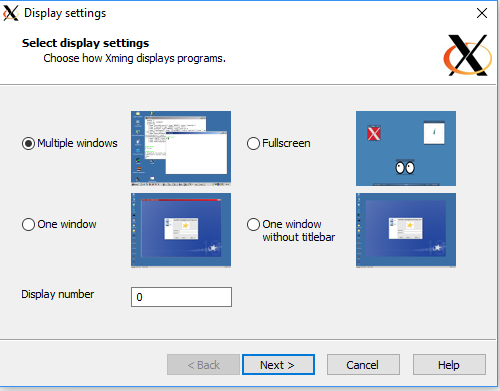 Display settings
Select display settings
Choose how Xming displays programs.
Multiple windows
Fullscreen
One window
One window
without titlebar
Display number
0
< Back
Next >
Cancel
Help